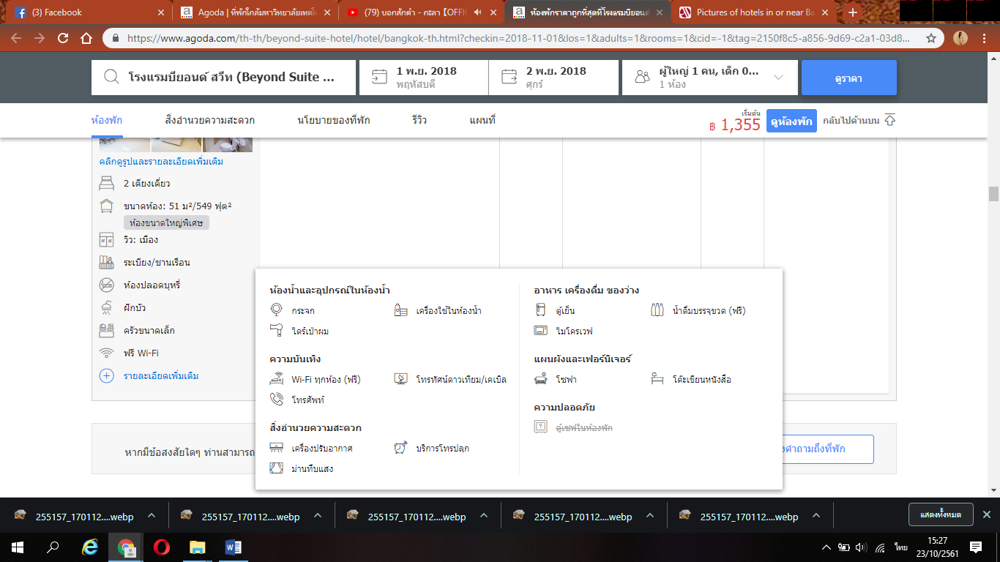 (3) Facebook
Agoda | ที่พักใกล้มหาวิทยาลัยเทคโ
(79) บอกสักคำ - กะลา【OFFIC
ห้องพักราคาถูกที่สุดที่โรงแรมบียอนด์
Pictures of hotels in or near Ba
https://www.agoda.com/th-th/beyond-suite-hotel/hotel/bangkok-th.html?checkin=2018-11-01&los=1&adults=1&rooms=1&cid=-1&tag=2150f8c5-a856-9d69-c2a1-03d8...
โรงแรมบียอนด์ สวีท (Beyond Suite ...
1 พ.ย. 2018
พฤหัสบดี
2 พ.ย. 2018
ศุกร์
ผู้ใหญ่ 1 คน, เด็ก 0...
1 ห้อง
ดูราคา
ห้องพัก
สิ่งอำนวยความสะดวก
นโยบายของที่พัก
รีวิว
แผนที่
เริ่มต้น
฿ 1,355
ดูห้องพัก
กลับไปด้านบน
คลิกดูรูปและรายละเอียดเพิ่มเติม
2 เตียงเดี่ยว
ขนาดห้อง: 51 ม²/549 ฟุต²
ห้องขนาดใหญ่พิเศษ
วิว: เมือง
ระเบียง/ชานเรือน
ห้องปลอดบุหรี่
ฝักบัว
ครัวขนาดเล็ก
ฟรี Wi-Fi
รายละเอียดเพิ่มเติม
ห้องน้ำและอุปกรณ์ในห้องน้ำ
กระจก
เครื่องใช้ในห้องน้ำ
ไดร์เป่าผม
ความบันเทิง
Wi-Fi ทุกห้อง (ฟรี)
โทรทัศน์ดาวเทียม/เคเบิล
โทรศัพท์
สิ่งอำนวยความสะดวก
เครื่องปรับอากาศ
บริการโทรปลุก
ม่านทึบแสง
อาหาร เครื่องดื่ม ของว่าง
ตู้เย็น
น้ำดื่มบรรจุขวด (ฟรี)
ไมโครเวฟ
แผนผังและเฟอร์นิเจอร์
โซฟา
โต๊ะเขียนหนังสือ
ความปลอดภัย
ตู้เซฟในห้องพัก
หากมีข้อสงสัยใดๆ ท่านสามารถ
งคำถามถึงที่พัก
255157_170112....webp
255157_170112....webp
255157_170112....webp
255157_170112....webp
255157_170112....webp
แสดงทั้งหมด
ไทย
15:27
23/10/2561